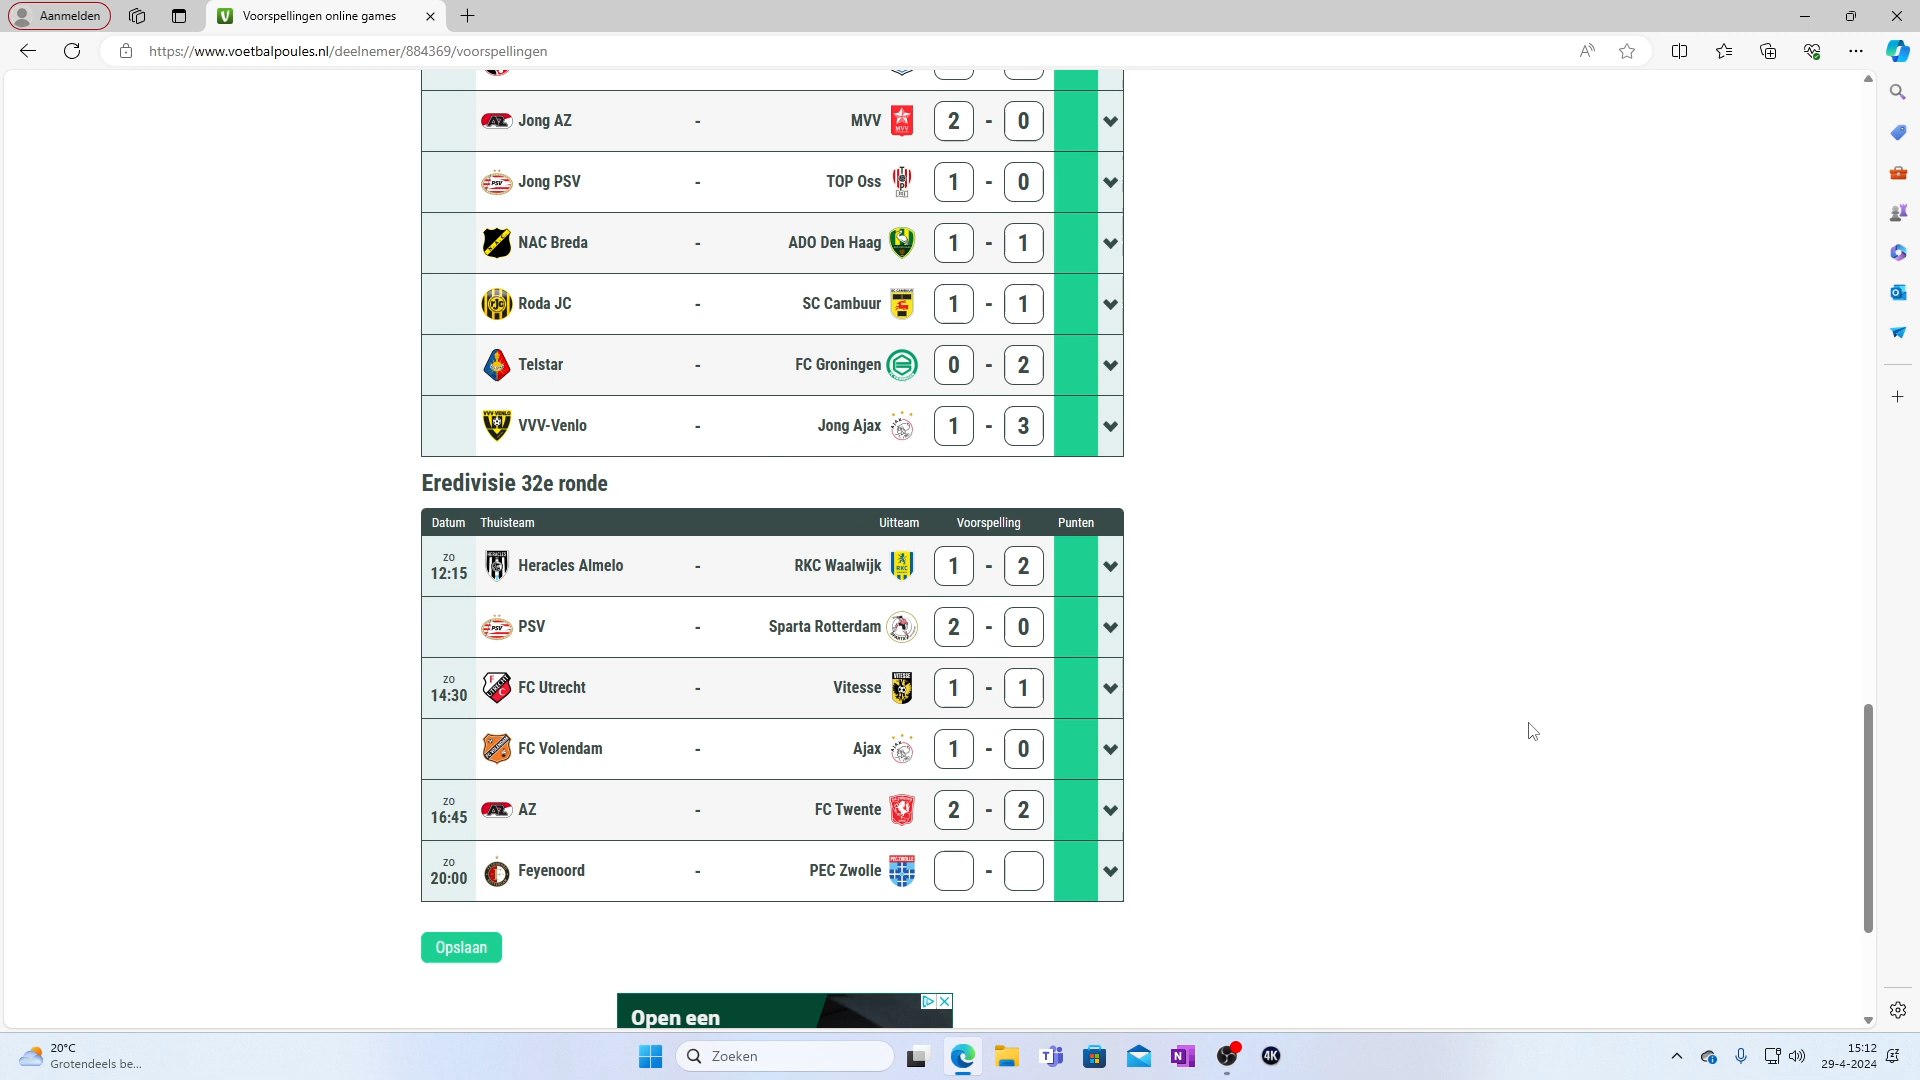 Aanmelden
Voorspellingen online games
https://www.voetbalpoules.nl/deelnemer/884369/voorspellingen
Jong AZ - MVV 2 - 0
Jong PSV - TOP Oss 1 - 0
NAC Breda - ADO Den Haag 1 - 1
Roda JC - SC Cambuur 1 - 1
Telstar - FC Groningen 0 - 2
VVV-Venlo - Jong Ajax 1 - 3
Eredivisie 32e ronde
Datum Thuisteam Uitteam Voorspelling Punten
zo
12:15 Heracles Almelo - RKC Waalwijk 1 - 2
PSV - Sparta Rotterdam 2 - 0
zo
14:30 FC Utrecht - Vitesse 1 - 1
FC Volendam - Ajax 1 - 0
zo
16:45 AZ - FC Twente 2 - 2
zo
20:00 Feyenoord - PEC Zwolle -
Opslaan
Open een
20°C
Grotendeels be...
Zoeken
4K
15:12
29-4-2024